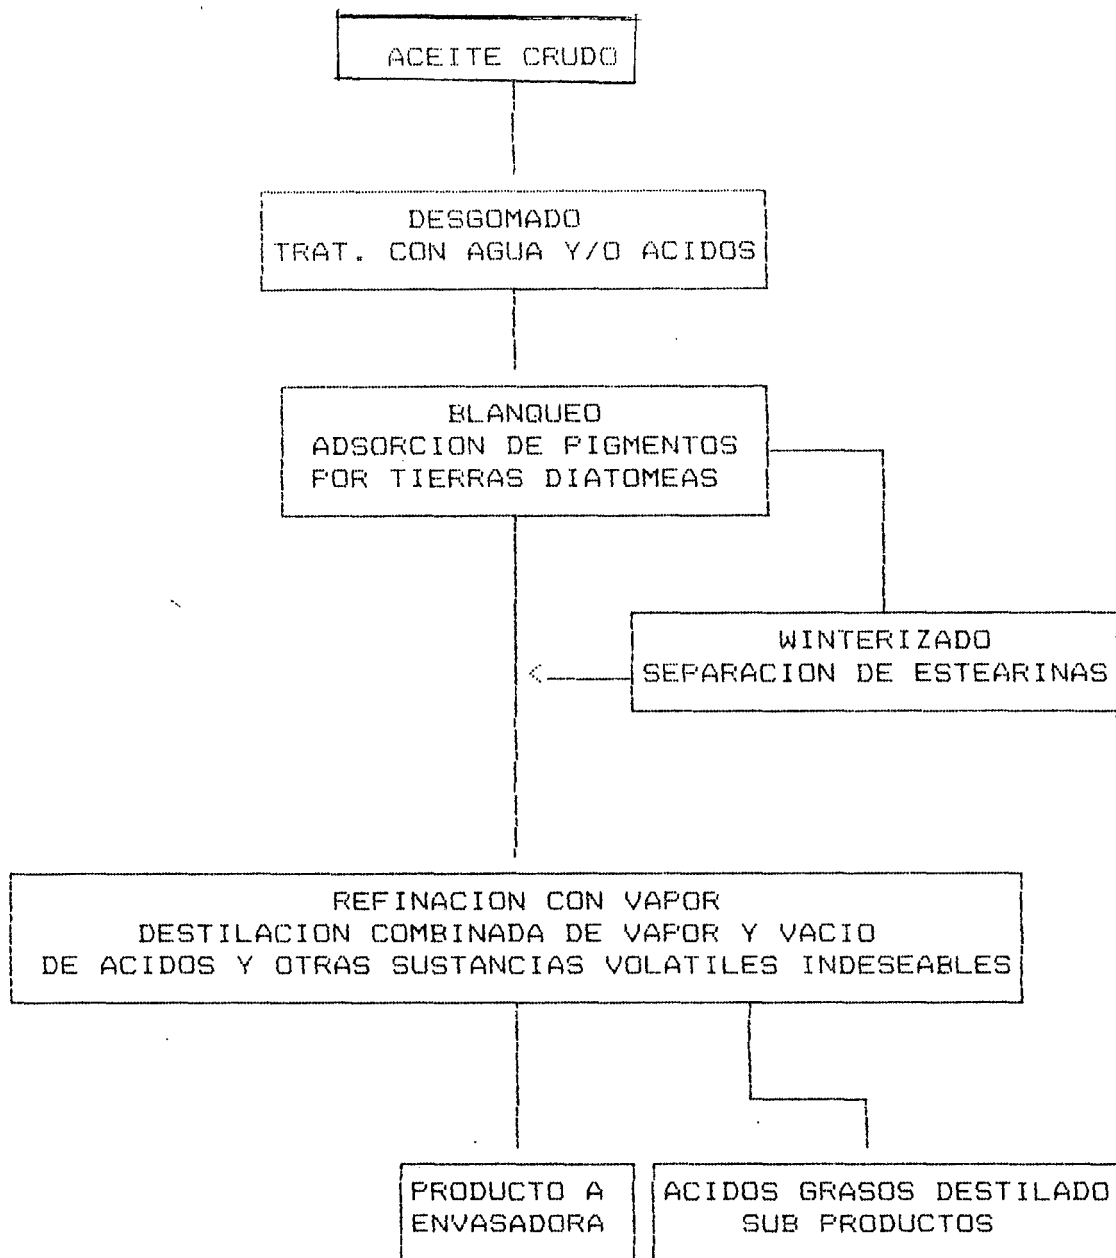 ACEITE CRUDO
DESGOMADO
TRAT. CON AGUA Y/O ACIDOS
BLANQUEO
ADSORCION DE PIGMENTOS
POR TIERRAS DIATOMEAS
WINTERIZADO
SEPARACION DE ESTEARINAS
REFINACION CON VAPOR
DESTILACION COMBINADA DE VAPOR Y VACIO
DE ACIDOS Y OTRAS SUSTANCIAS VOLATILES INDESEABLES
PRODUCTO A
ENVASADORA
ACIDOS GRASOS DESTILADO
SUB PRODUCTOS